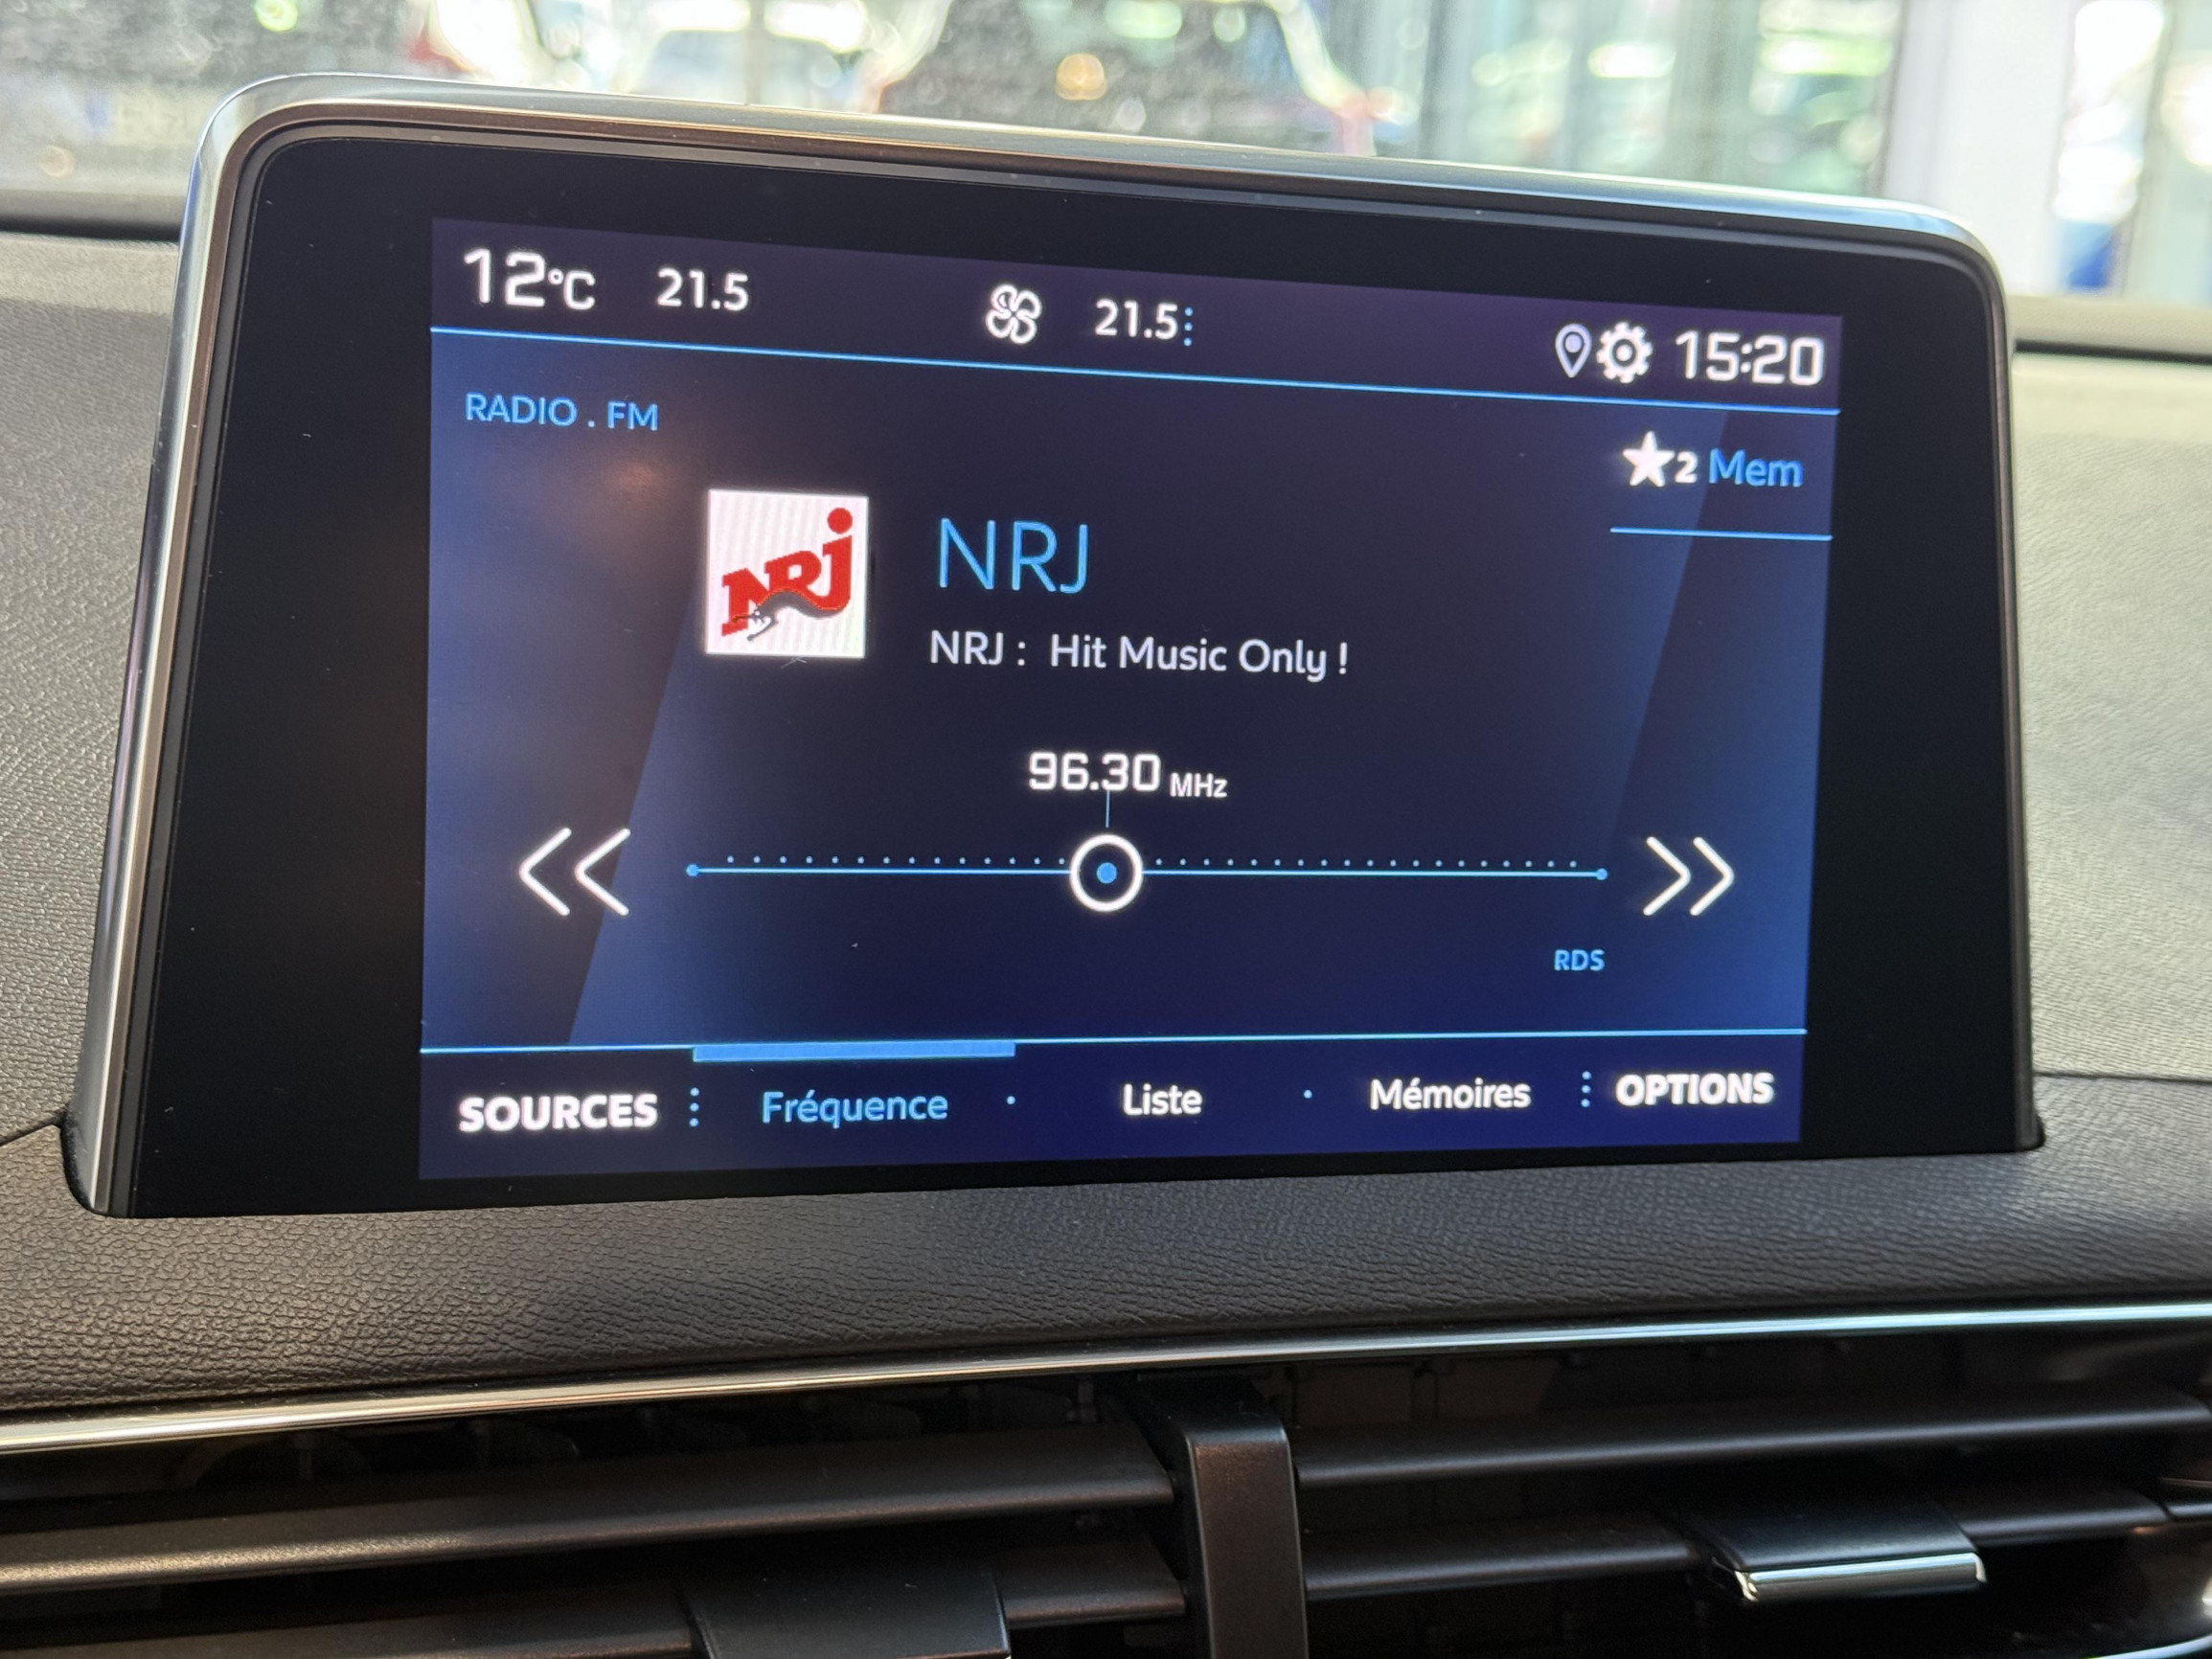 12°C 21.5 21.5 15:20
RADIO . FM
2 Mem
NRJ
NRJ
NRJ : Hit Music Only !
96.30 MHz
RDS
SOURCES Fréquence Liste Mémoires OPTIONS